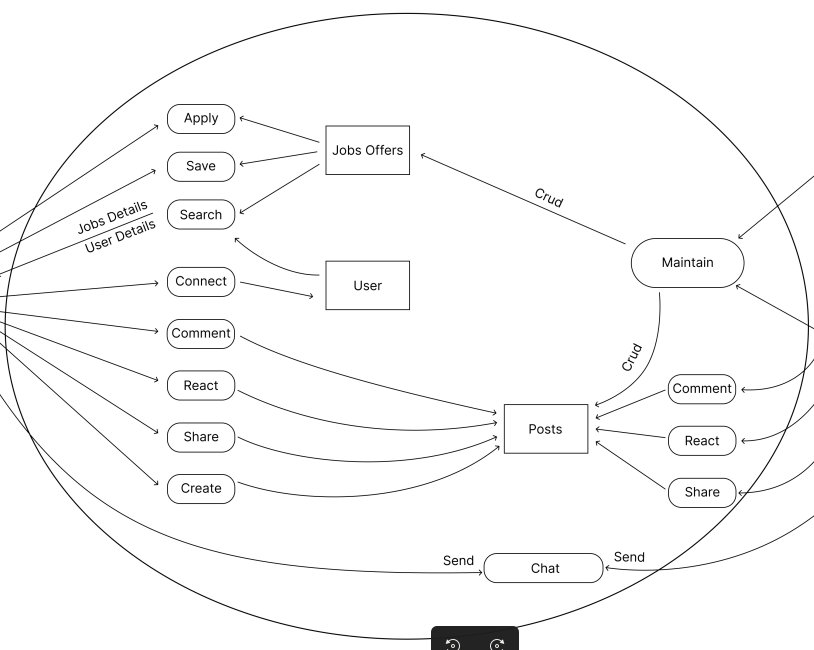 Apply
Jobs Offers
Save
Crud
Jobs Details
Search
User Details
Maintain
Connect
User
Comment
Crud
React
Comment
Share
Posts
React
Create
Share
Send
Chat
Send